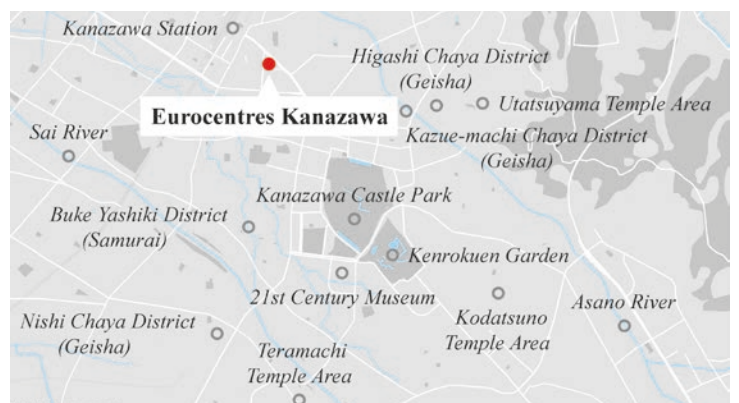 Kanazawa Station
Higashi Chaya District
(Geisha)
Eurocentres Kanazawa
Utatsuyama Temple Area
Sai River
Kazue-machi Chaya District
(Geisha)
Kanazawa Castle Park
Buke Yashiki District
(Samurai)
Kenrokuen Garden
21st Century Museum
Asano River
Nishi Chaya District
(Geisha)
Kodatsuno
Temple Area
Teramachi
Temple Area